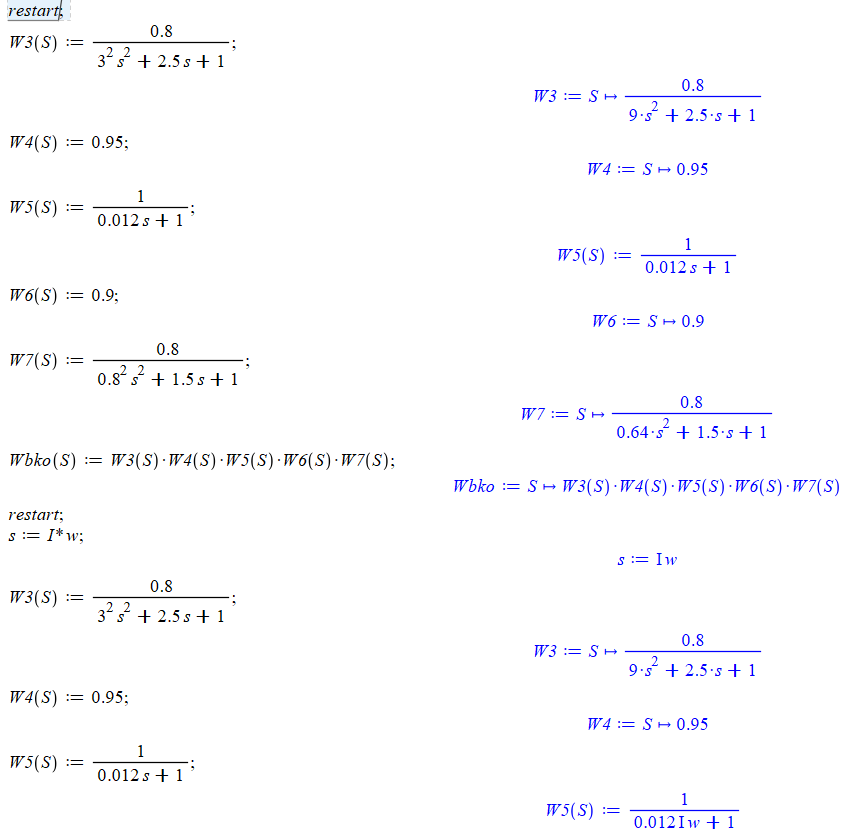 restart;
W3(S) := 0.8 / (3^2 s^2 + 2.5 s + 1);
W3 := S ↦ 0.8 / (9·s^2 + 2.5·s + 1)
W4(S) := 0.95;
W4 := S ↦ 0.95
W5(S) := 1 / (0.012 s + 1);
W5(S) := 1 / (0.012 s + 1)
W6(S) := 0.9;
W6 := S ↦ 0.9
W7(S) := 0.8 / (0.8^2 s^2 + 1.5 s + 1);
W7 := S ↦ 0.8 / (0.64·s^2 + 1.5·s + 1)
Wbko(S) := W3(S)·W4(S)·W5(S)·W6(S)·W7(S);
Wbko := S ↦ W3(S)·W4(S)·W5(S)·W6(S)·W7(S)
restart;
s := I*w;
s := I w
W3(S) := 0.8 / (3^2 s^2 + 2.5 s + 1);
W3 := S ↦ 0.8 / (9·s^2 + 2.5·s + 1)
W4(S) := 0.95;
W4 := S ↦ 0.95
W5(S) := 1 / (0.012 s + 1);
W5(S) := 1 / (0.012 I w + 1)